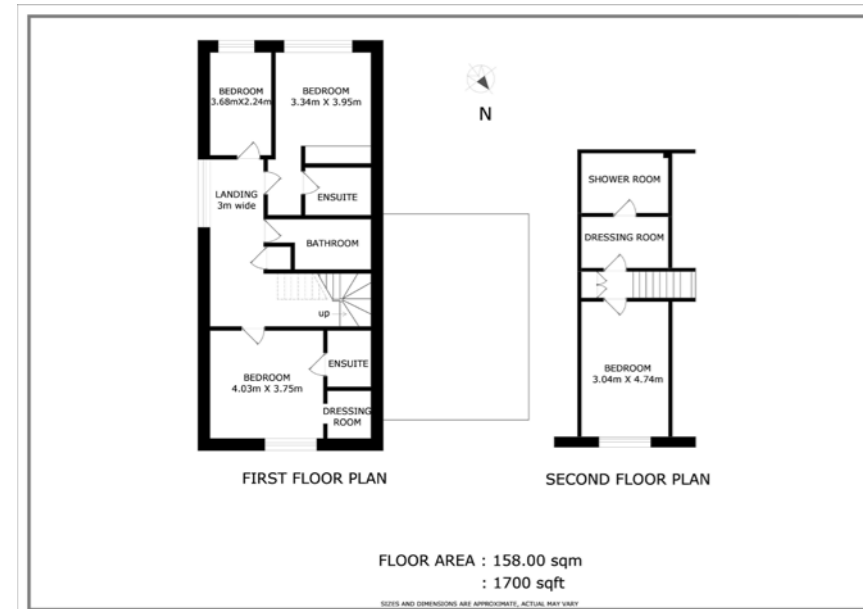 BEDROOM
3.68mX2.24m
BEDROOM
3.34m X 3.95m
N
LANDING
3m wide
ENSUITE
BATHROOM
up
BEDROOM
4.03m X 3.75m
ENSUITE
DRESSING
ROOM
FIRST FLOOR PLAN
SHOWER ROOM
DRESSING ROOM
BEDROOM
3.04m X 4.74m
SECOND FLOOR PLAN
FLOOR AREA : 158.00 sqm
: 1700 sqft
SIZES AND DIMENSIONS ARE APPROXIMATE, ACTUAL MAY VARY